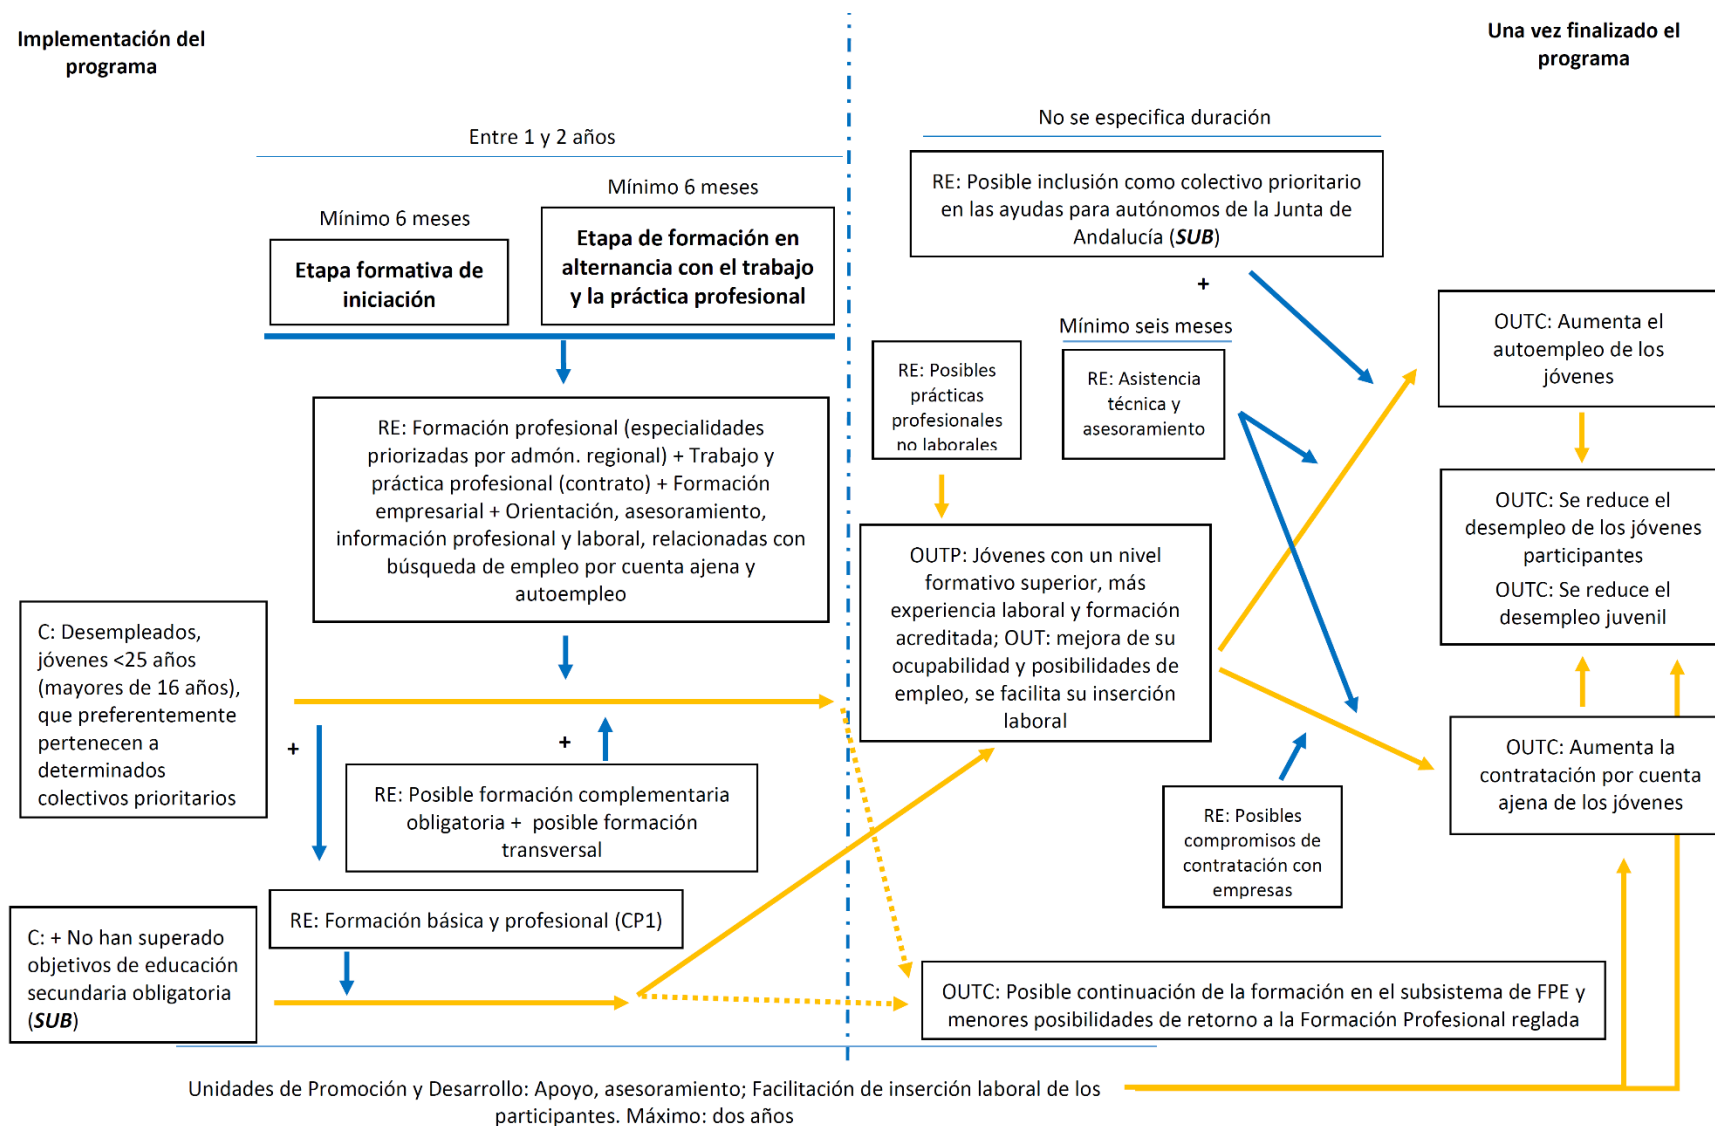 Implementación del
programa
Una vez finalizado el
programa
Entre 1 y 2 años
Mínimo 6 meses
Etapa formativa de
iniciación
Mínimo 6 meses
Etapa de formación en
alternancia con el trabajo
y la práctica profesional
RE: Formación profesional (especialidades
priorizadas por admón. regional) + Trabajo y
práctica profesional (contrato) + Formación
empresarial + Orientación, asesoramiento,
información profesional y laboral, relacionadas con
búsqueda de empleo por cuenta ajena y
autoempleo
C: Desempleados,
jóvenes <25 años
(mayores de 16 años),
que preferentemente
pertenecen a
determinados
colectivos prioritarios
+
+
RE: Posible formación complementaria
obligatoria + posible formación
transversal
RE: Formación básica y profesional (CP1)
C: + No han superado
objetivos de educación
secundaria obligatoria
(SUB)
No se especifica duración
RE: Posible inclusión como colectivo prioritario
en las ayudas para autónomos de la Junta de
Andalucía (SUB)
+
Mínimo seis meses
RE: Posibles
prácticas
profesionales
no laborales
RE: Asistencia
técnica y
asesoramiento
OUTP: Jóvenes con un nivel
formativo superior, más
experiencia laboral y formación
acreditada; OUT: mejora de su
ocupabilidad y posibilidades de
empleo, se facilita su inserción
laboral
RE: Posibles
compromisos de
contratación con
empresas
OUTC: Aumenta el
autoempleo de los
jóvenes
OUTC: Se reduce el
desempleo de los jóvenes
participantes
OUTC: Se reduce el
desempleo juvenil
OUTC: Aumenta la
contratación por cuenta
ajena de los jóvenes
OUTC: Posible continuación de la formación en el subsistema de FPE y
menores posibilidades de retorno a la Formación Profesional reglada
Unidades de Promoción y Desarrollo: Apoyo, asesoramiento; Facilitación de inserción laboral de los
participantes. Máximo: dos años